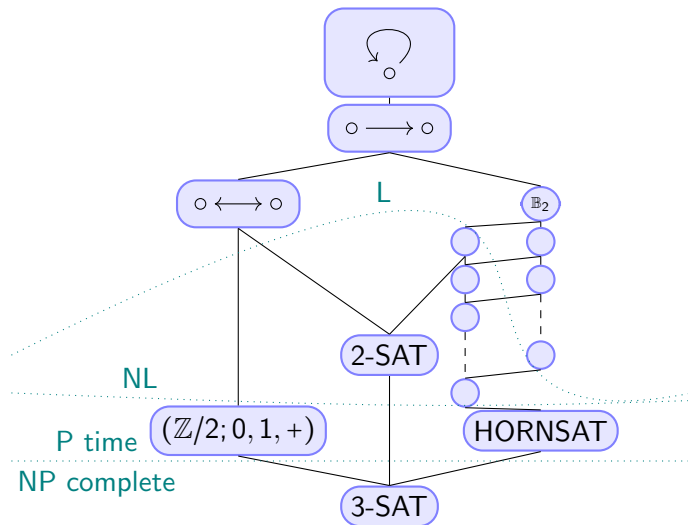 𝔹₂
L
2-SAT
NL
(ℤ/2; 0, 1, +)
HORNSAT
P time
NP complete
3-SAT